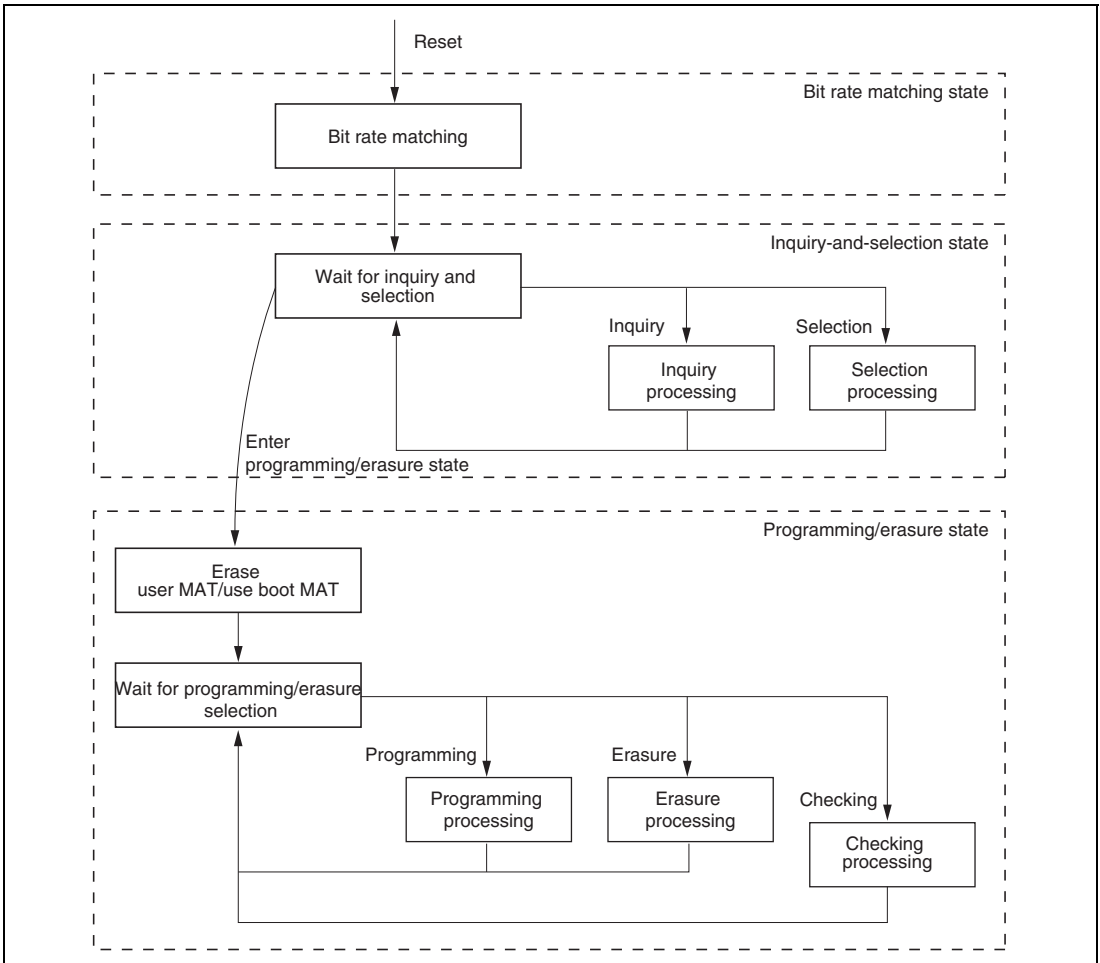 Reset
Bit rate matching state
Bit rate matching
Inquiry-and-selection state
Wait for inquiry and
selection
Inquiry
Selection
Inquiry
processing
Selection
processing
Enter
programming/erasure state
Programming/erasure state
Erase
user MAT/use boot MAT
Wait for programming/erasure
selection
Programming
Erasure
Checking
Programming
processing
Erasure
processing
Checking
processing